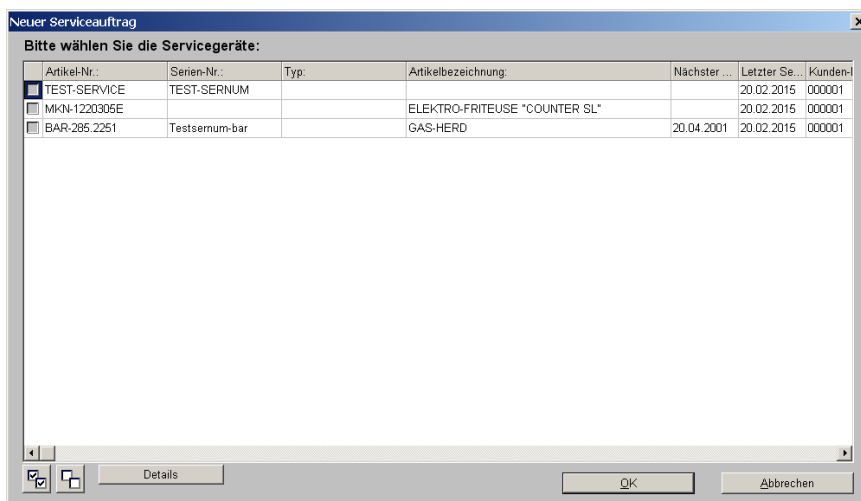 Neuer Serviceauftrag
Bitte wählen Sie die Servicegeräte:
Artikel-Nr.: Serien-Nr.: Typ: Artikelbezeichnung: Nächster ... Letzter Se... Kunden-
TEST-SERVICE TEST-SERNUM 20.02.2015 000001
MKN-1220305E ELEKTRO-FRITEUSE "COUNTER SL" 20.02.2015 000001
BAR-285.2251 Testsernum-bar GAS-HERD 20.04.2001 20.02.2015 000001
Details OK Abbrechen